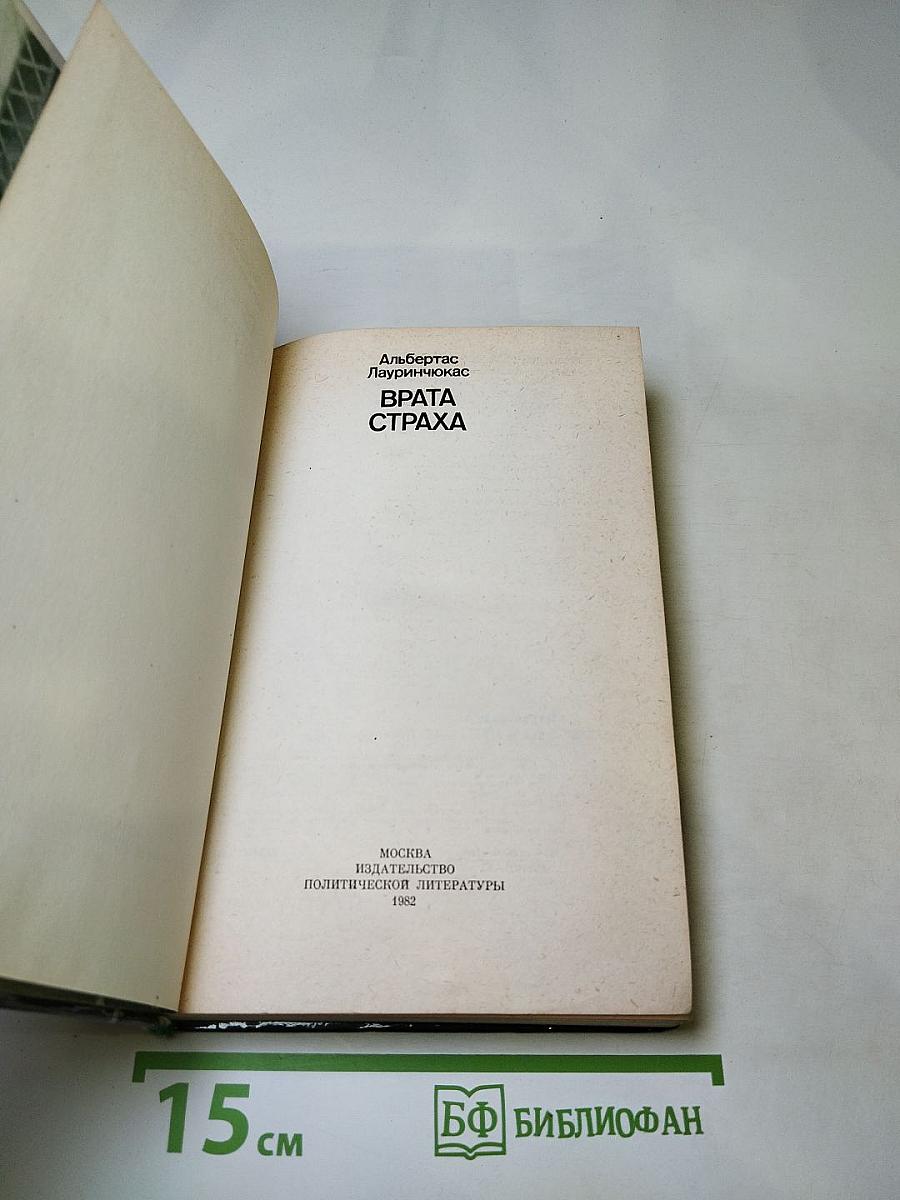 Альбертас
Лауринчюкас
ВРАТА
СТРАХА
МОСКВА
ИЗДАТЕЛЬСТВО
ПОЛИТИЧЕСКОЙ ЛИТЕРАТУРЫ
1982
15 см
БФ БИБЛИОФАН